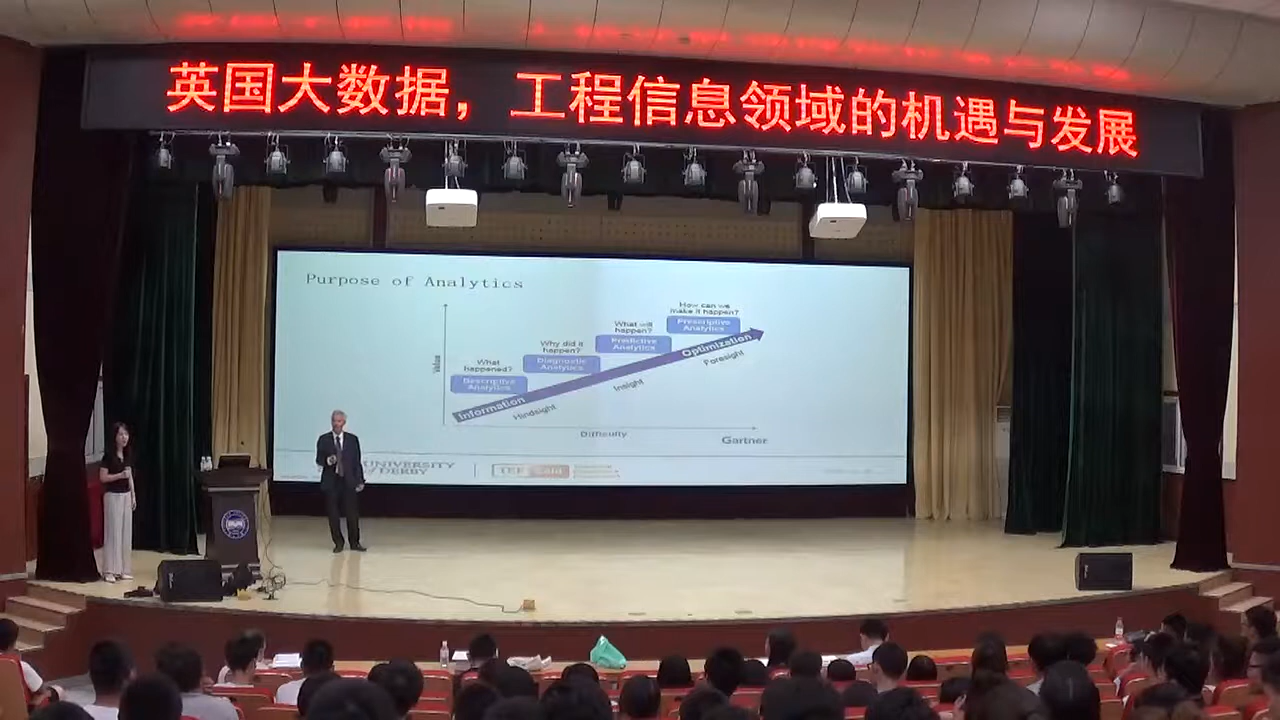 英国大数据，工程信息领域的机遇与发展
Purpose of Analytics
How can we
make it happen?
Prescriptive
Analytics
What will
happen?
Predictive
Analytics
Why did it
happen?
Diagnostic
Analytics
What
happened?
Descriptive
Analytics
Value
Information
Optimization
Hindsight
Insight
Foresight
Difficulty
Gartner
UNIVERSITY
of DERBY
TEF Gold